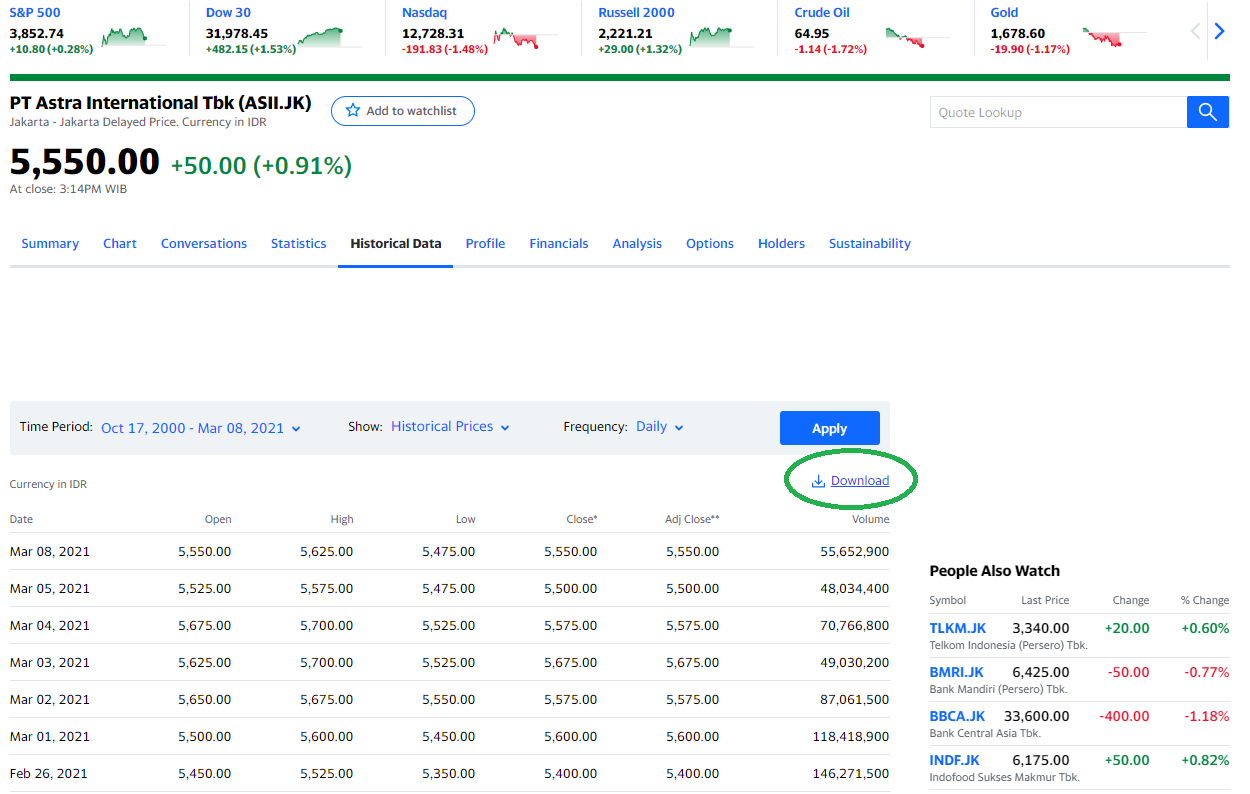 S&P 500 Dow 30 Nasdaq Russell 2000 Crude Oil Gold
3,852.74 31,978.45 12,728.31 2,221.21 64.95 1,678.60
+10.80 (+0.28%) +482.15 (+1.53%) -191.83 (-1.48%) +29.00 (+1.32%) -1.14 (-1.72%) -19.90 (-1.17%)
PT Astra International Tbk (ASII.JK) Add to watchlist
Jakarta - Jakarta Delayed Price. Currency in IDR
Quote Lookup
5,550.00 +50.00 (+0.91%)
At close: 3:14PM WIB
Summary Chart Conversations Statistics Historical Data Profile Financials Analysis Options Holders Sustainability
Time Period: Oct 17, 2000 - Mar 08, 2021 Show: Historical Prices Frequency: Daily Apply
Currency in IDR Download
Date Open High Low Close* Adj Close** Volume
Mar 08, 2021 5,550.00 5,625.00 5,475.00 5,550.00 5,550.00 55,652,900
Mar 05, 2021 5,525.00 5,575.00 5,475.00 5,500.00 5,500.00 48,034,400
Mar 04, 2021 5,675.00 5,700.00 5,525.00 5,575.00 5,575.00 70,766,800
Mar 03, 2021 5,625.00 5,700.00 5,525.00 5,675.00 5,675.00 49,030,200
Mar 02, 2021 5,650.00 5,675.00 5,550.00 5,575.00 5,575.00 87,061,500
Mar 01, 2021 5,500.00 5,600.00 5,450.00 5,600.00 5,600.00 118,418,900
Feb 26, 2021 5,450.00 5,525.00 5,350.00 5,400.00 5,400.00 146,271,500
People Also Watch
Symbol Last Price Change % Change
TLKM.JK 3,340.00 +20.00 +0.60%
Telkom Indonesia (Persero) Tbk.
BMRI.JK 6,425.00 -50.00 -0.77%
Bank Mandiri (Persero) Tbk.
BBCA.JK 33,600.00 -400.00 -1.18%
Bank Central Asia Tbk.
INDF.JK 6,175.00 +50.00 +0.82%
Indofood Sukses Makmur Tbk.